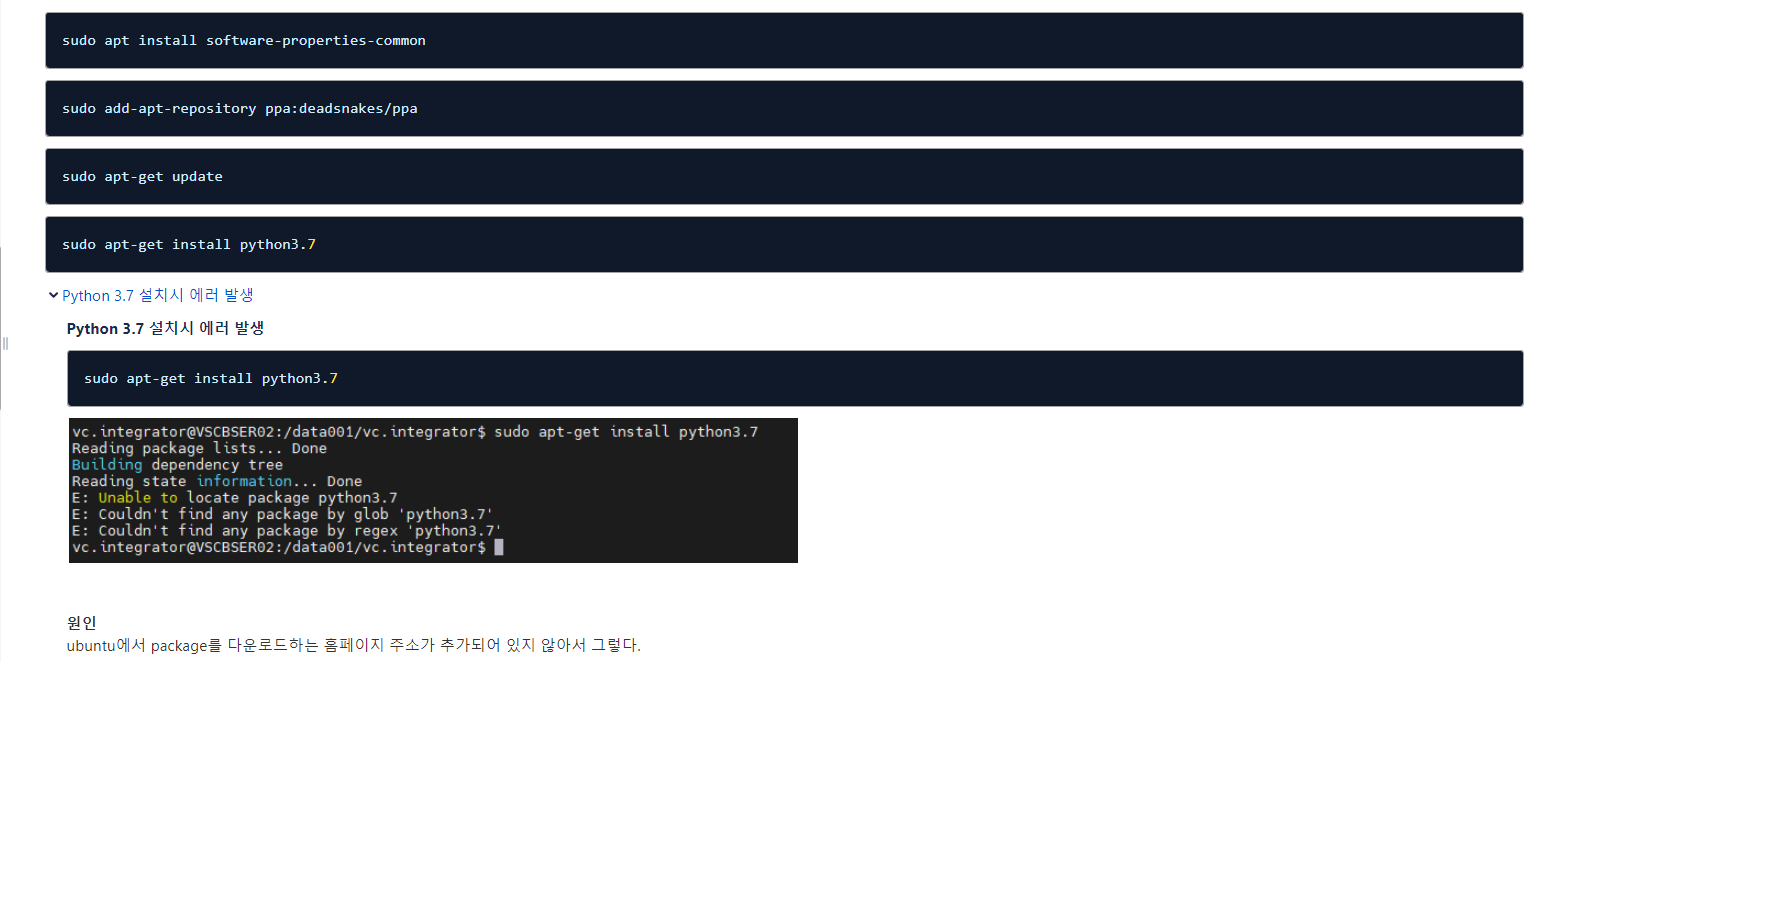 sudo apt install software-properties-common
sudo add-apt-repository ppa:deadsnakes/ppa
sudo apt-get update
sudo apt-get install python3.7
Python 3.7 설치시 에러 발생
Python 3.7 설치시 에러 발생
sudo apt-get install python3.7
vc.integrator@VSCBSER02:/data001/vc.integrator$ sudo apt-get install python3.7
Reading package lists... Done
Building dependency tree
Reading state information... Done
E: Unable to locate package python3.7
E: Couldn't find any package by glob 'python3.7'
E: Couldn't find any package by regex 'python3.7'
vc.integrator@VSCBSER02:/data001/vc.integrator$
원인
ubuntu에서 package를 다운로드하는 홈페이지 주소가 추가되어 있지 않아서 그렇다.